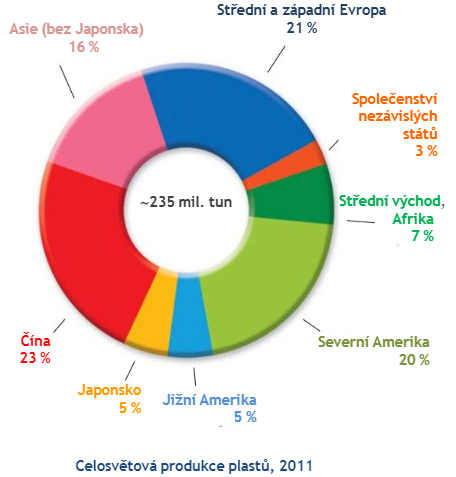 Střední a západní Evropa
21 %
Asie (bez Japonska)
16 %
Společenství
nezávislých
států
3 %
~235 mil. tun
Střední východ,
Afrika
7 %
Severní Amerika
20 %
Čína
23 %
Japonsko
5 %
Jižní Amerika
5 %
Celosvětová produkce plastů, 2011